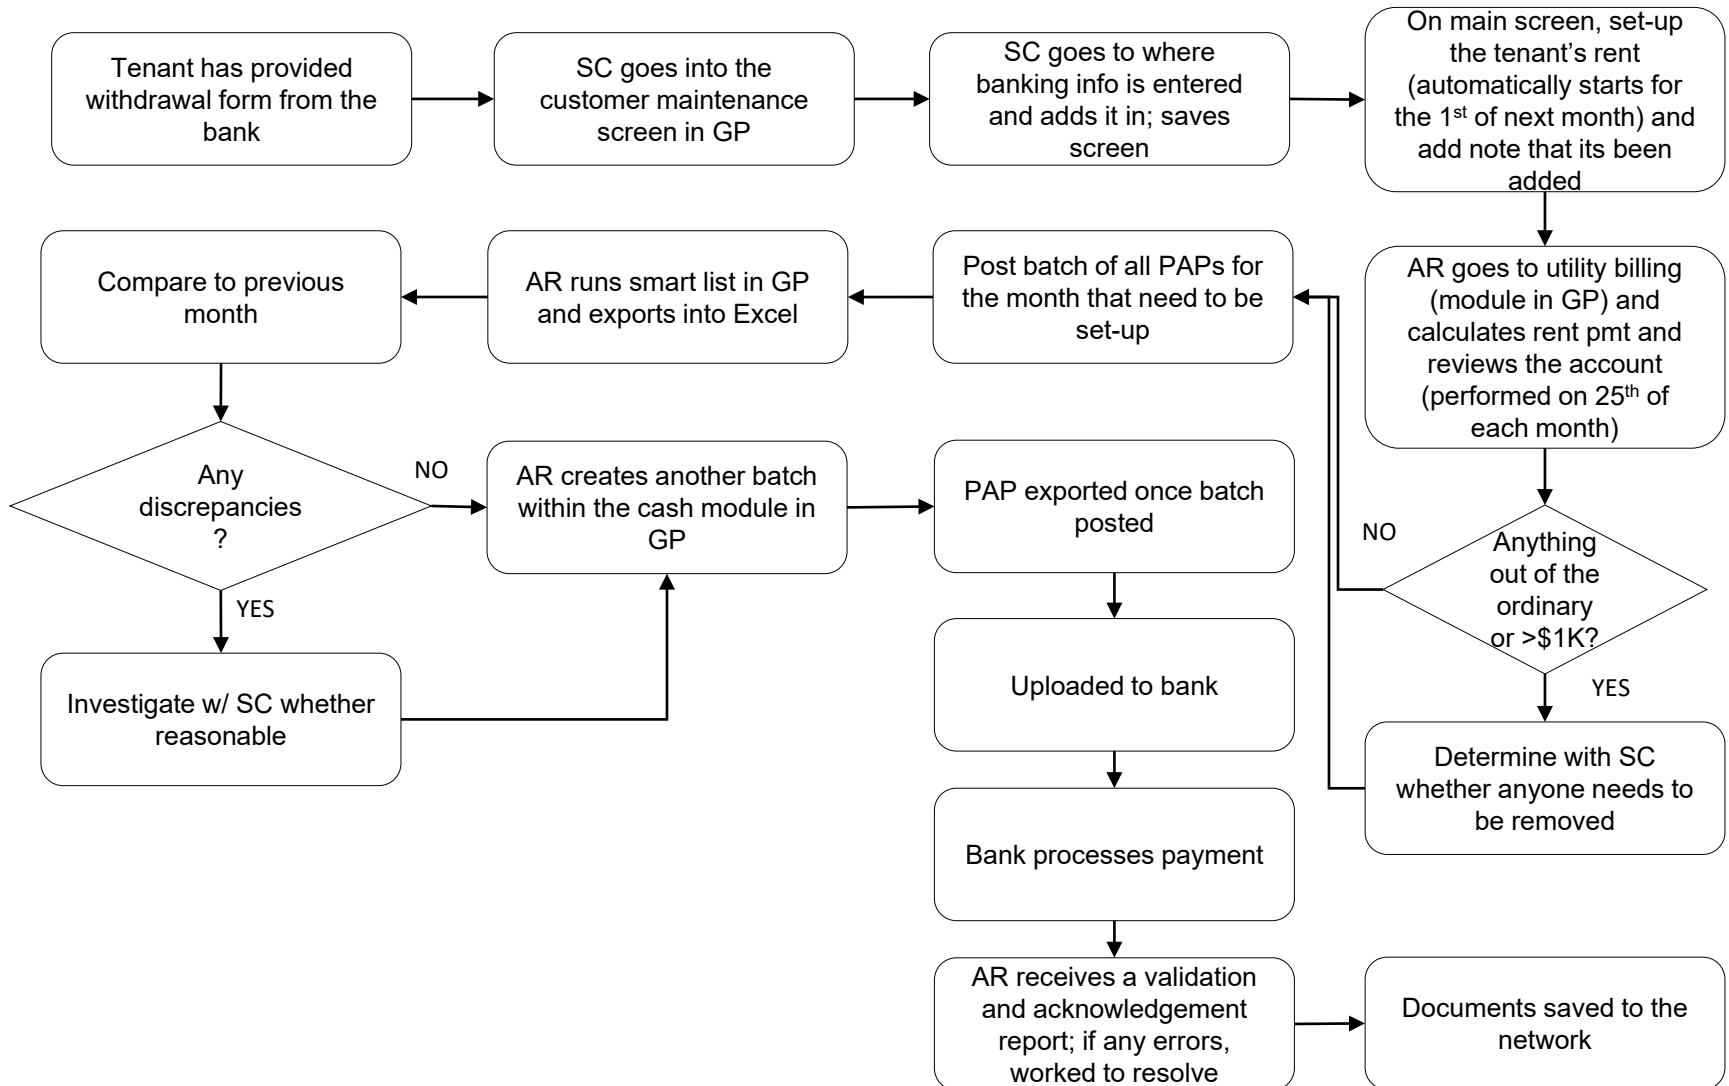 Tenant has provided
withdrawal form from the
bank
SC goes into the
customer maintenance
screen in GP
SC goes to where
banking info is entered
and adds it in; saves
screen
On main screen, set-up
the tenant’s rent
(automatically starts for
the 1st of next month) and
add note that its been
added
AR goes to utility billing
(module in GP) and
calculates rent pmt and
reviews the account
(performed on 25th of
each month)
Anything
out of the
ordinary
or >$1K?
NO
YES
Determine with SC
whether anyone needs to
be removed
Post batch of all PAPs for
the month that need to be
set-up
AR runs smart list in GP
and exports into Excel
Compare to previous
month
Any
discrepancies
?
NO
YES
Investigate w/ SC whether
reasonable
AR creates another batch
within the cash module in
GP
PAP exported once batch
posted
Uploaded to bank
Bank processes payment
AR receives a validation
and acknowledgement
report; if any errors,
worked to resolve
Documents saved to the
network